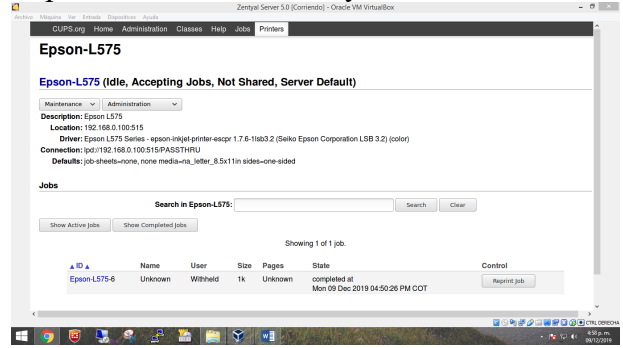 Zentyal Server 5.0 [Corriendo] - Oracle VM VirtualBox
Archivo Máquina Ver Entrada Dispositivos Ayuda
CUPS.org Home Administration Classes Help Jobs Printers
Epson-L575
Epson-L575 (Idle, Accepting Jobs, Not Shared, Server Default)
Maintenance Administration
Description: Epson L575
Location: 192.168.0.100:515
Driver: Epson L575 Series - epson-inkjet-printer-escpr 1.7.6-1lsb3.2 (Seiko Epson Corporation LSB 3.2) (color)
Connection: lpd://192.168.0.100:515/PASSTHRU
Defaults: job-sheets=none, none media=na_letter_8.5x11in sides=one-sided
Jobs
Search in Epson-L575: Search Clear
Show Active Jobs Show Completed Jobs
Showing 1 of 1 job.
▲ ID ▲ Name User Size Pages State Control
Epson-L575-6 Unknown Withheld 1k Unknown completed at
Mon 09 Dec 2019 04:50:26 PM COT Reprint Job
CTRL DERECHA
4:50 p. m.
09/12/2019